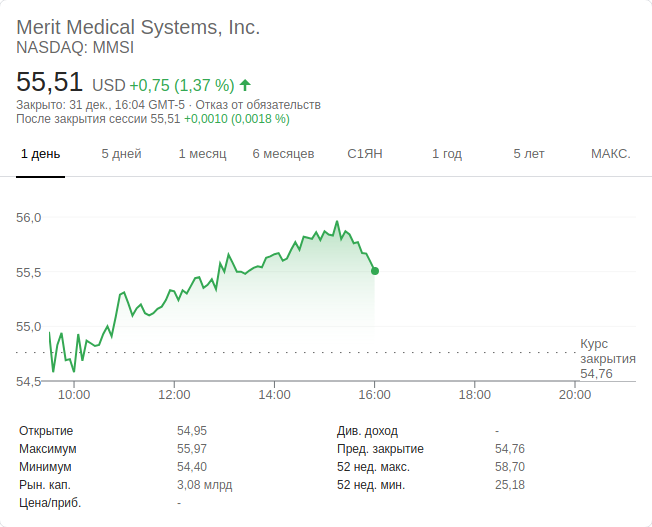 Merit Medical Systems, Inc.
NASDAQ: MMSI
55,51 USD +0,75 (1,37 %)
Закрыто: 31 дек., 16:04 GMT-5 · Отказ от обязательств
После закрытия сессии 55,51 +0,0010 (0,0018 %)
1 день 5 дней 1 месяц 6 месяцев С1ЯН 1 год 5 лет МАКС.
56,0
55,5
55,0
Курс
закрытия
54,76
54,5
10:00 12:00 14:00 16:00 18:00 20:00
Открытие 54,95 Див. доход -
Максимум 55,97 Пред. закрытие 54,76
Минимум 54,40 52 нед. макс. 58,70
Рын. кап. 3,08 млрд 52 нед. мин. 25,18
Цена/приб. -